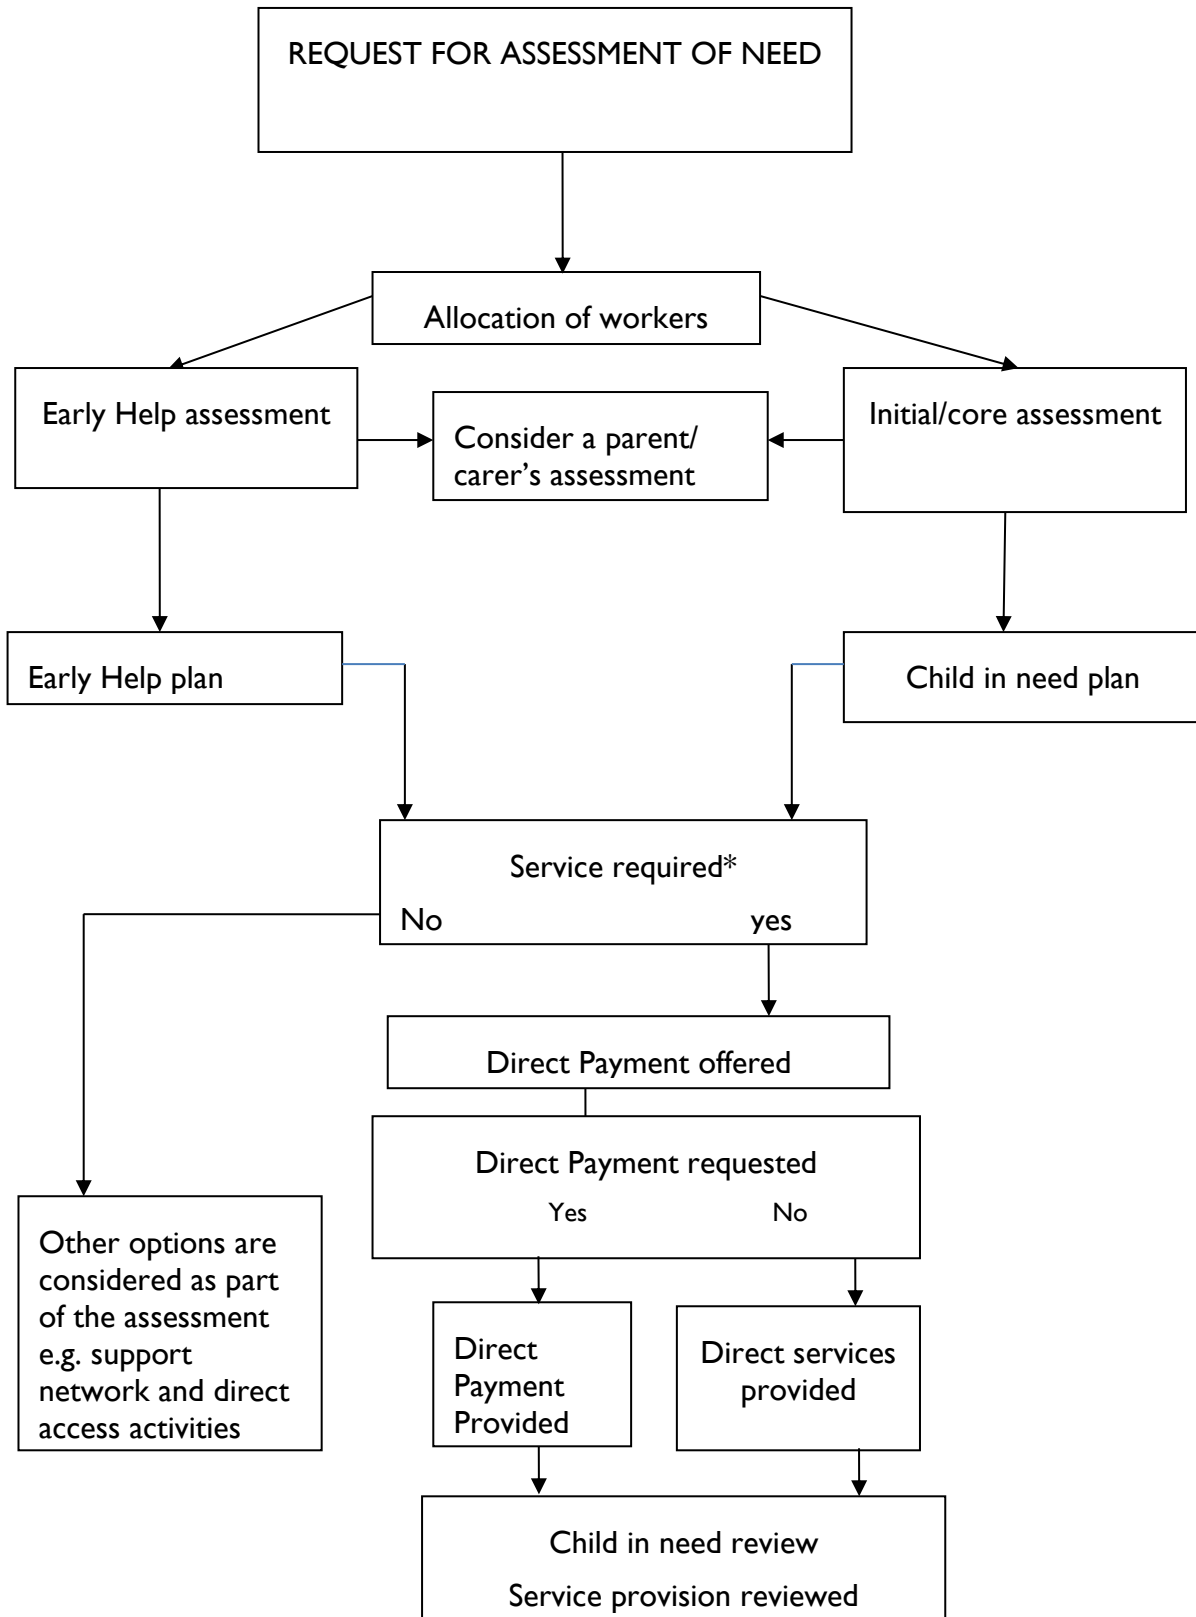 REQUEST FOR ASSESSMENT OF NEED
Allocation of workers
Early Help assessment
Consider a parent/
carer’s assessment
Initial/core assessment
Early Help plan
Child in need plan
Service required*
No yes
Direct Payment offered
Direct Payment requested
Yes No
Other options are
considered as part
of the assessment
e.g. support
network and direct
access activities
Direct
Payment
Provided
Direct services
provided
Child in need review
Service provision reviewed